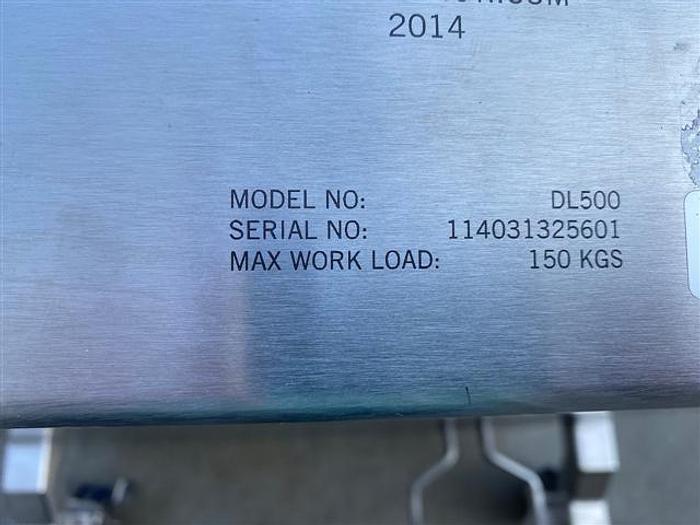 2014
MODEL NO: DL500
SERIAL NO: 114031325601
MAX WORK LOAD: 150 KGS